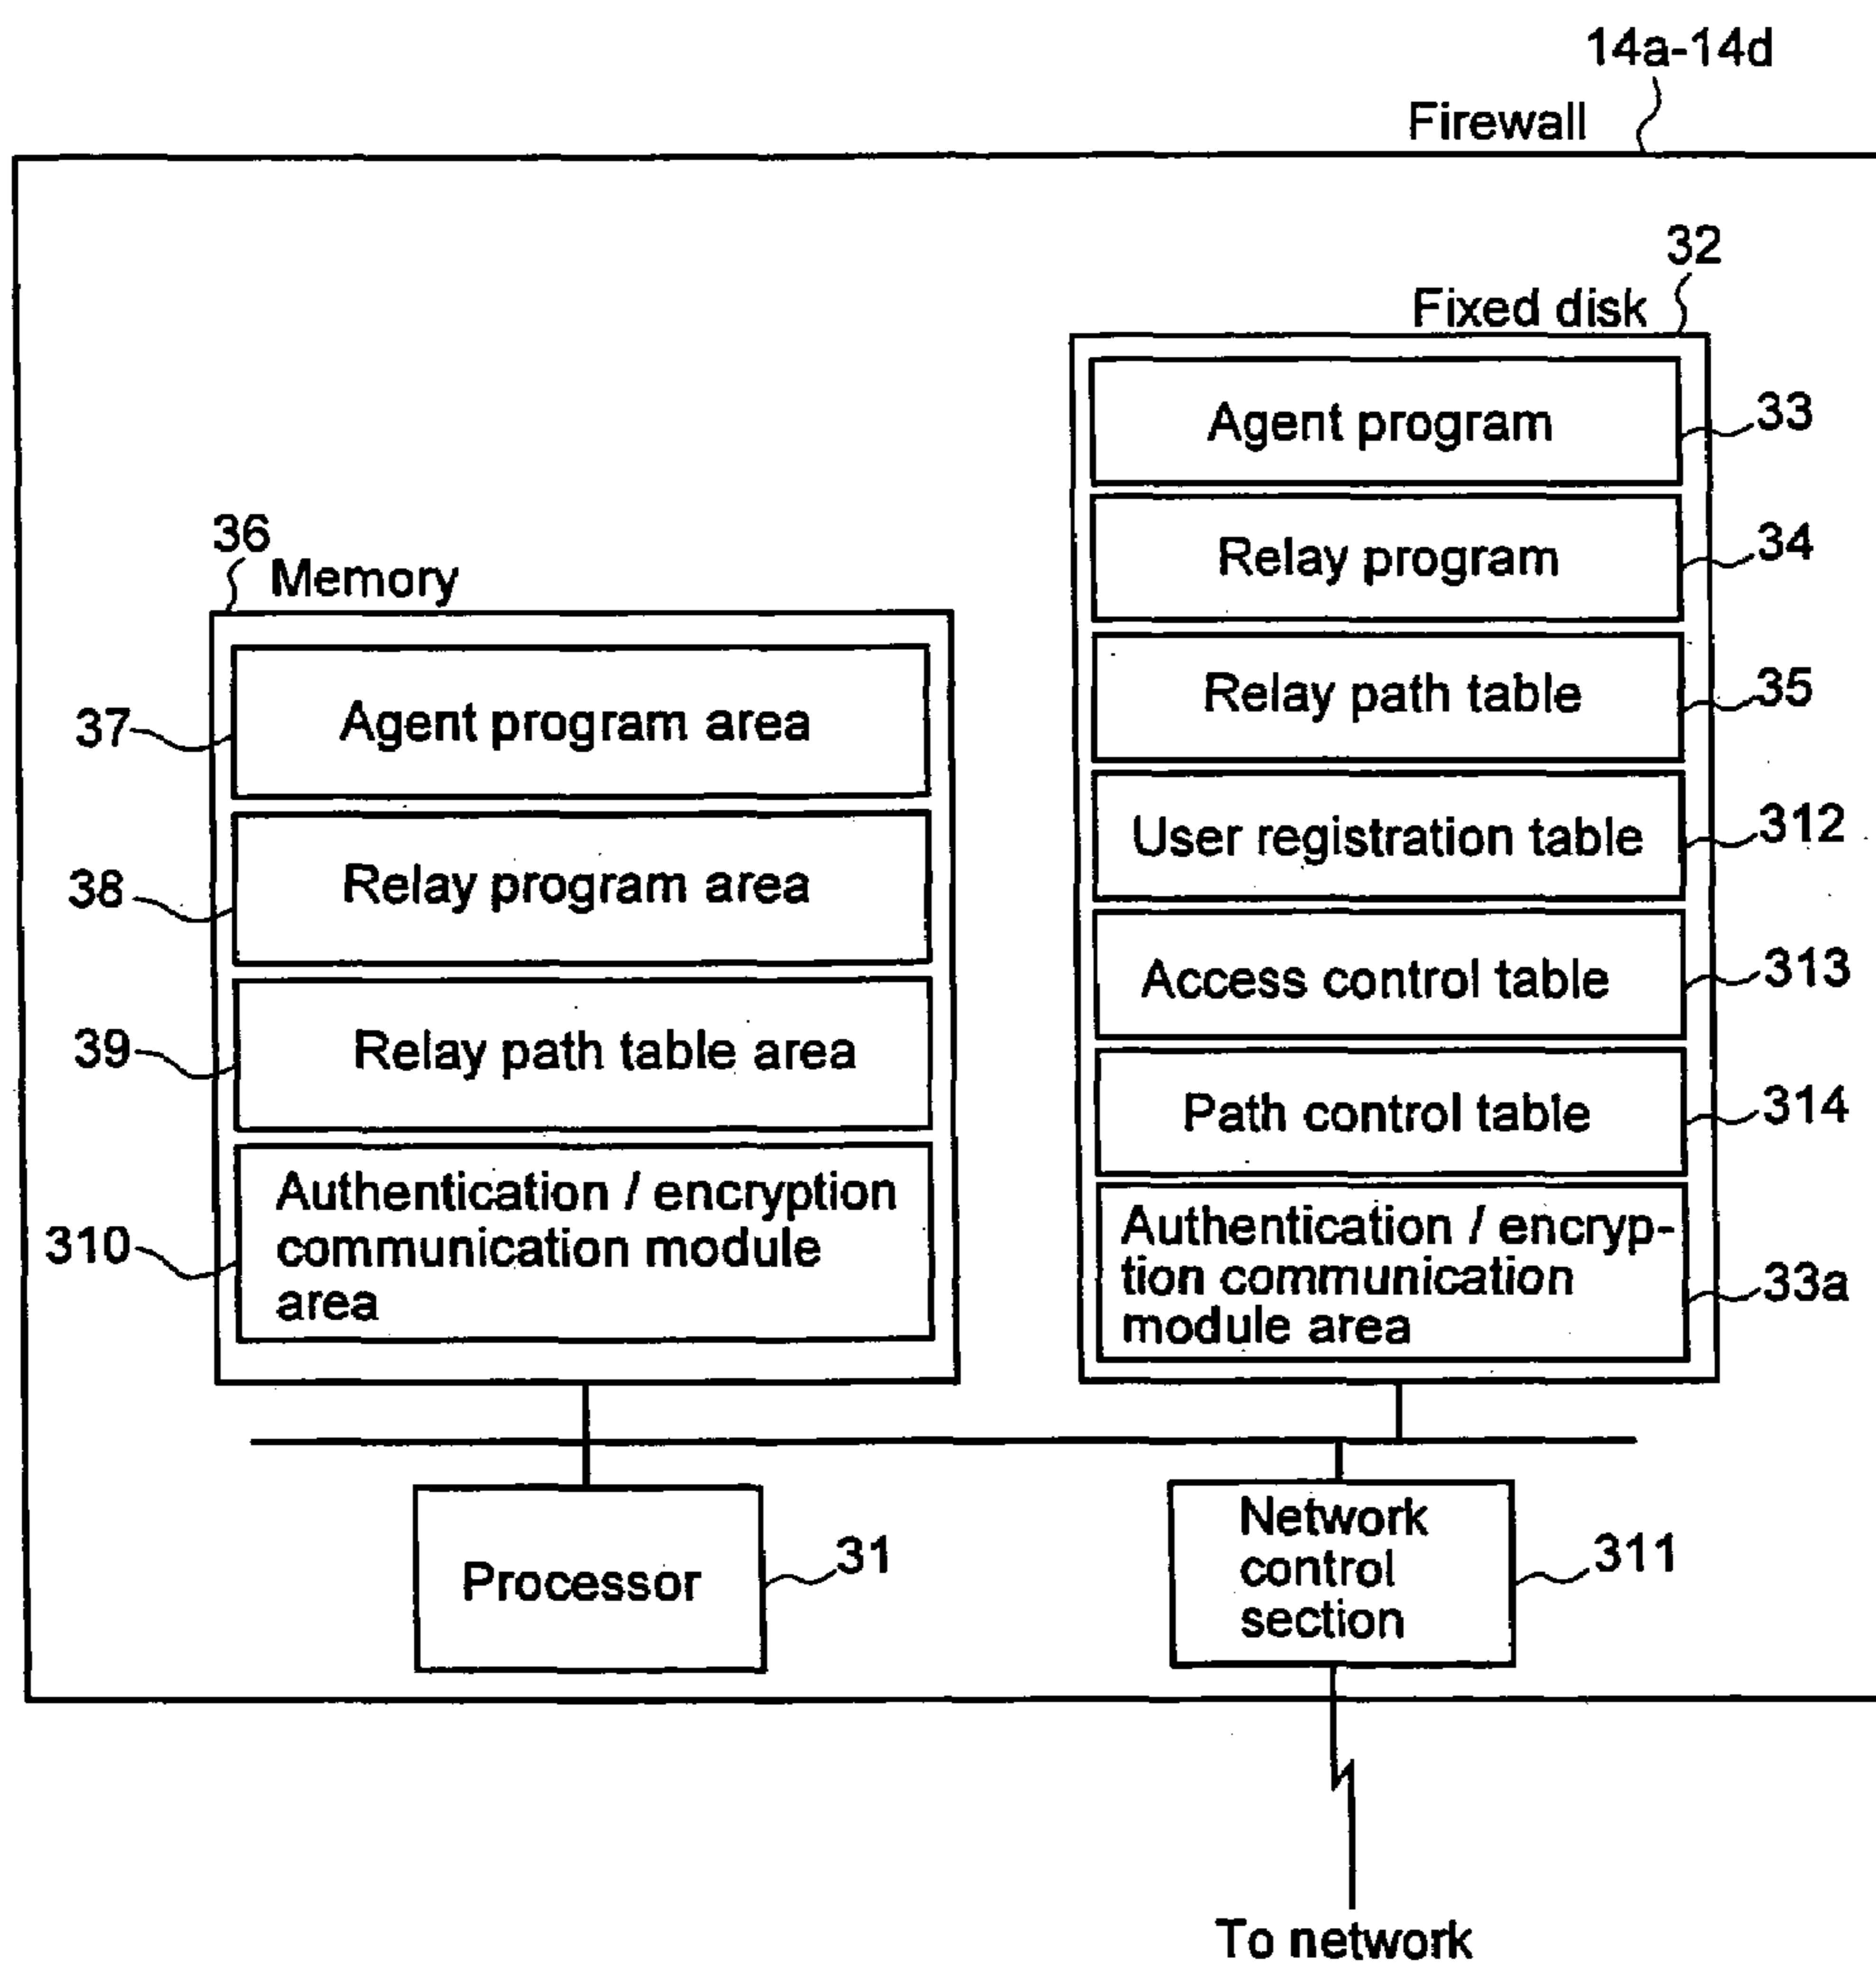 14a-14d
Firewall
32
Fixed disk
Agent program
33
Relay program
34
Relay path table
35
User registration table
312
Access control table
313
Path control table
314
Authentication / encryp-
tion communication
module area
33a
36
Memory
37
Agent program area
38
Relay program area
39
Relay path table area
310
Authentication / encryption
communication module
area
Processor
31
Network
control
section
311
To network